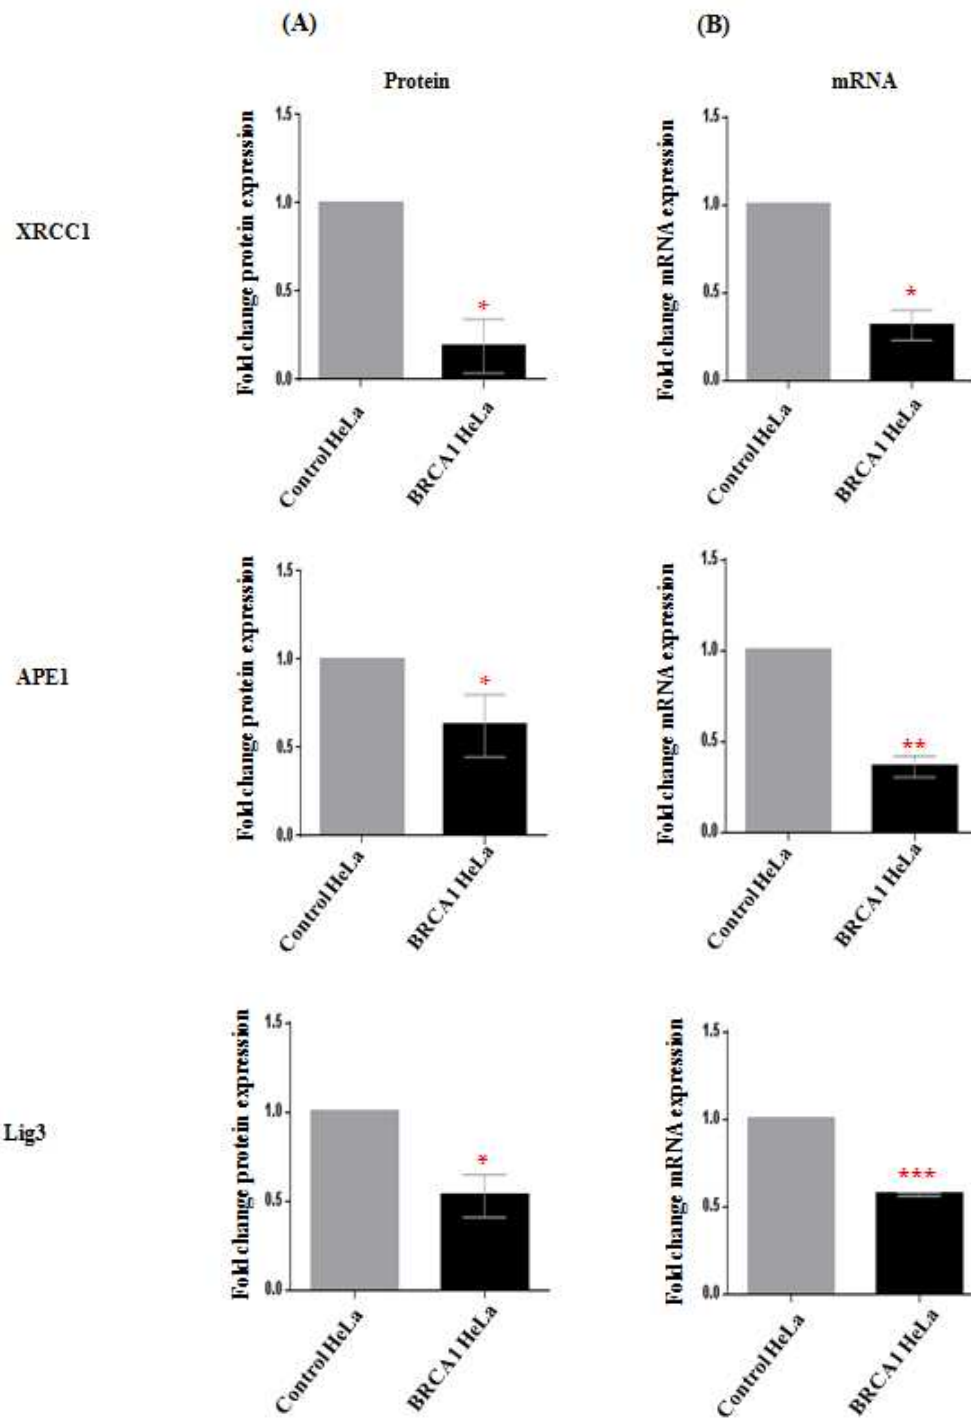 (A)
(B)
Protein
mRNA
XRCC1
Fold change protein expression
1.5
1.0
0.5
0.0
*
Control HeLa
BRCA1 HeLa
Fold change mRNA expression
1.5
1.0
0.5
0.0
*
Control HeLa
BRCA1 HeLa
APE1
Fold change protein expression
1.5
1.0
0.5
0.0
*
Control HeLa
BRCA1 HeLa
Fold change mRNA expression
1.5
1.0
0.5
0.0
**
Control HeLa
BRCA1 HeLa
Lig3
Fold change protein expression
1.5
1.0
0.5
0.0
*
Control HeLa
BRCA1 HeLa
Fold change mRNA expression
1.5
1.0
0.5
0.0
***
Control HeLa
BRCA1 HeLa